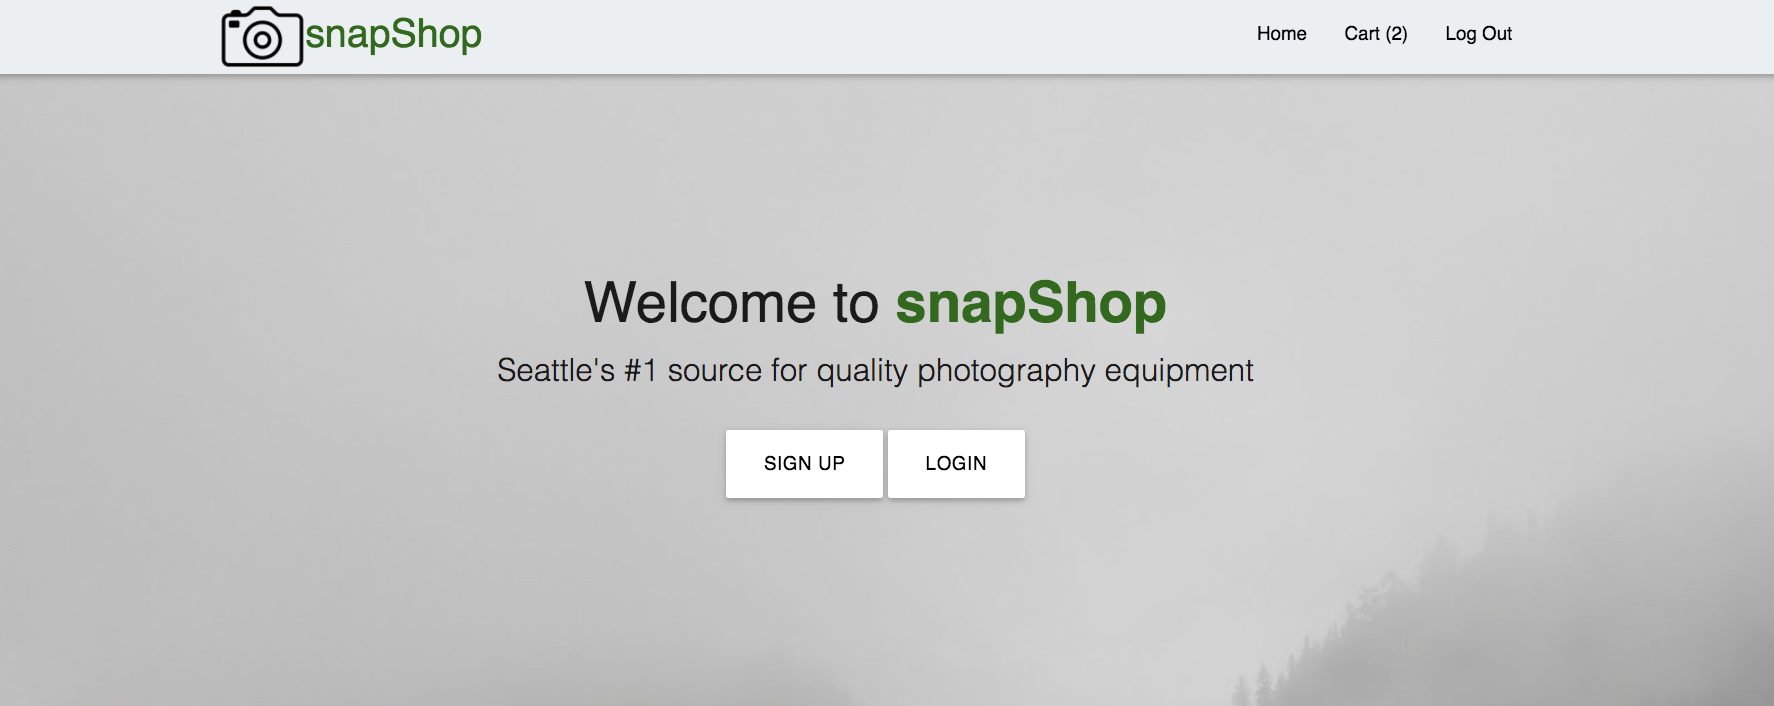 snapShop
Home Cart (2) Log Out
Welcome to snapShop
Seattle's #1 source for quality photography equipment
SIGN UP LOGIN